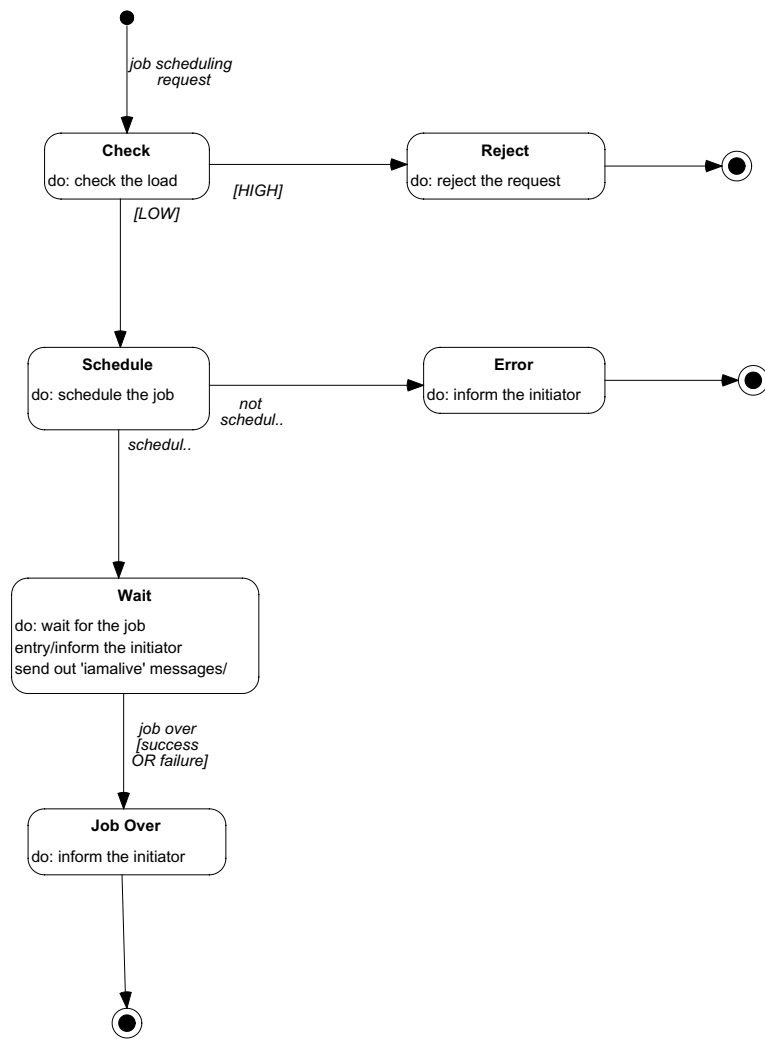 job scheduling
request
Check
do: check the load
[HIGH]
[LOW]
Reject
do: reject the request
Schedule
do: schedule the job
not
schedul..
schedul..
Error
do: inform the initiator
Wait
do: wait for the job
entry/inform the initiator
send out 'iamalive' messages/
job over
[success
OR failure]
Job Over
do: inform the initiator